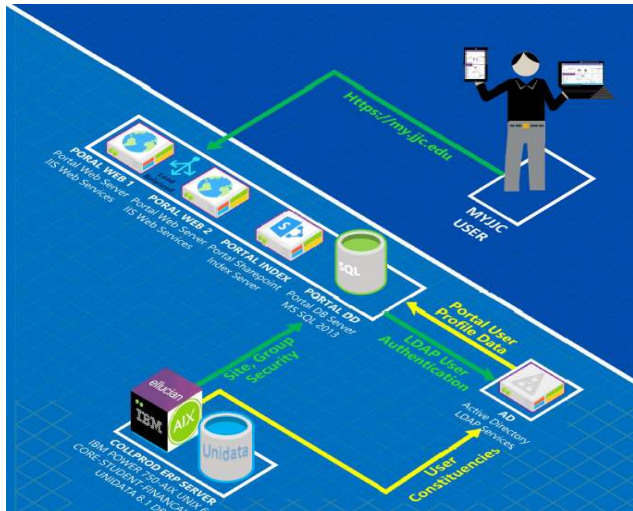 Https://my.jjc.edu
MYJJC
USER
PORAL WEB 1
Portal Web Server
IIS Web Services
Load
PORAL WEB 2
Portal Web Server
IIS Web Services
PORTAL INDEX
Portal Sharepoint
Index Server
SQL
PORTAL DD
Portal DB Server
MS SQL 2013
Portal User
Profile Data
LDAP User
Authentication
Site, Group
Security
AD
Active Directory
LDAP Services
ellucian
IBM
AIX
Unidata
COLLPROD ERP SERVER
IBM POWER 750-AIX UNIX
CORE-STUDENT-FINANCAL
UNIDATA 8.1
User
Constituencies